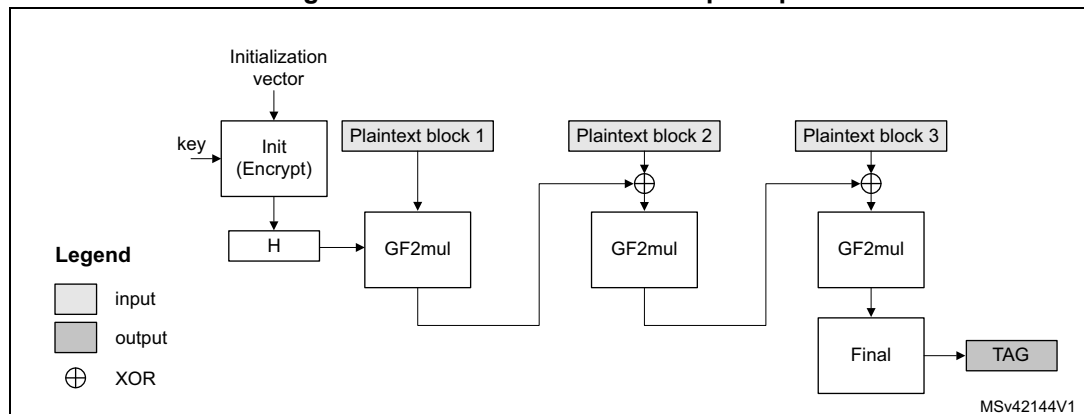 Initialization
vector
key
Init
(Encrypt)
H
Plaintext block 1
GF2mul
Plaintext block 2
GF2mul
Plaintext block 3
GF2mul
Final
TAG
Legend
input
output
XOR
MSv42144V1